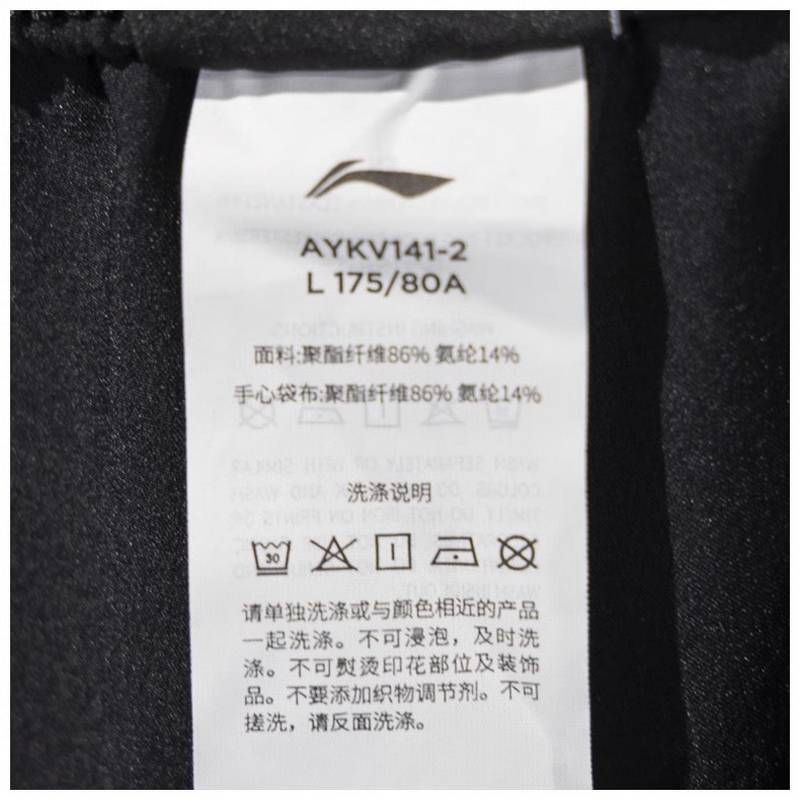 AYKV141-2
L 175/80A
面料:聚酯纤维86% 氨纶14%
手心袋布:聚酯纤维86% 氨纶14%
洗涤说明
30
请单独洗涤或与颜色相近的产品
一起洗涤。不可浸泡，及时洗
涤。不可熨烫印花部位及装饰
品。不要添加织物调节剂。不可
搓洗，请反面洗涤。